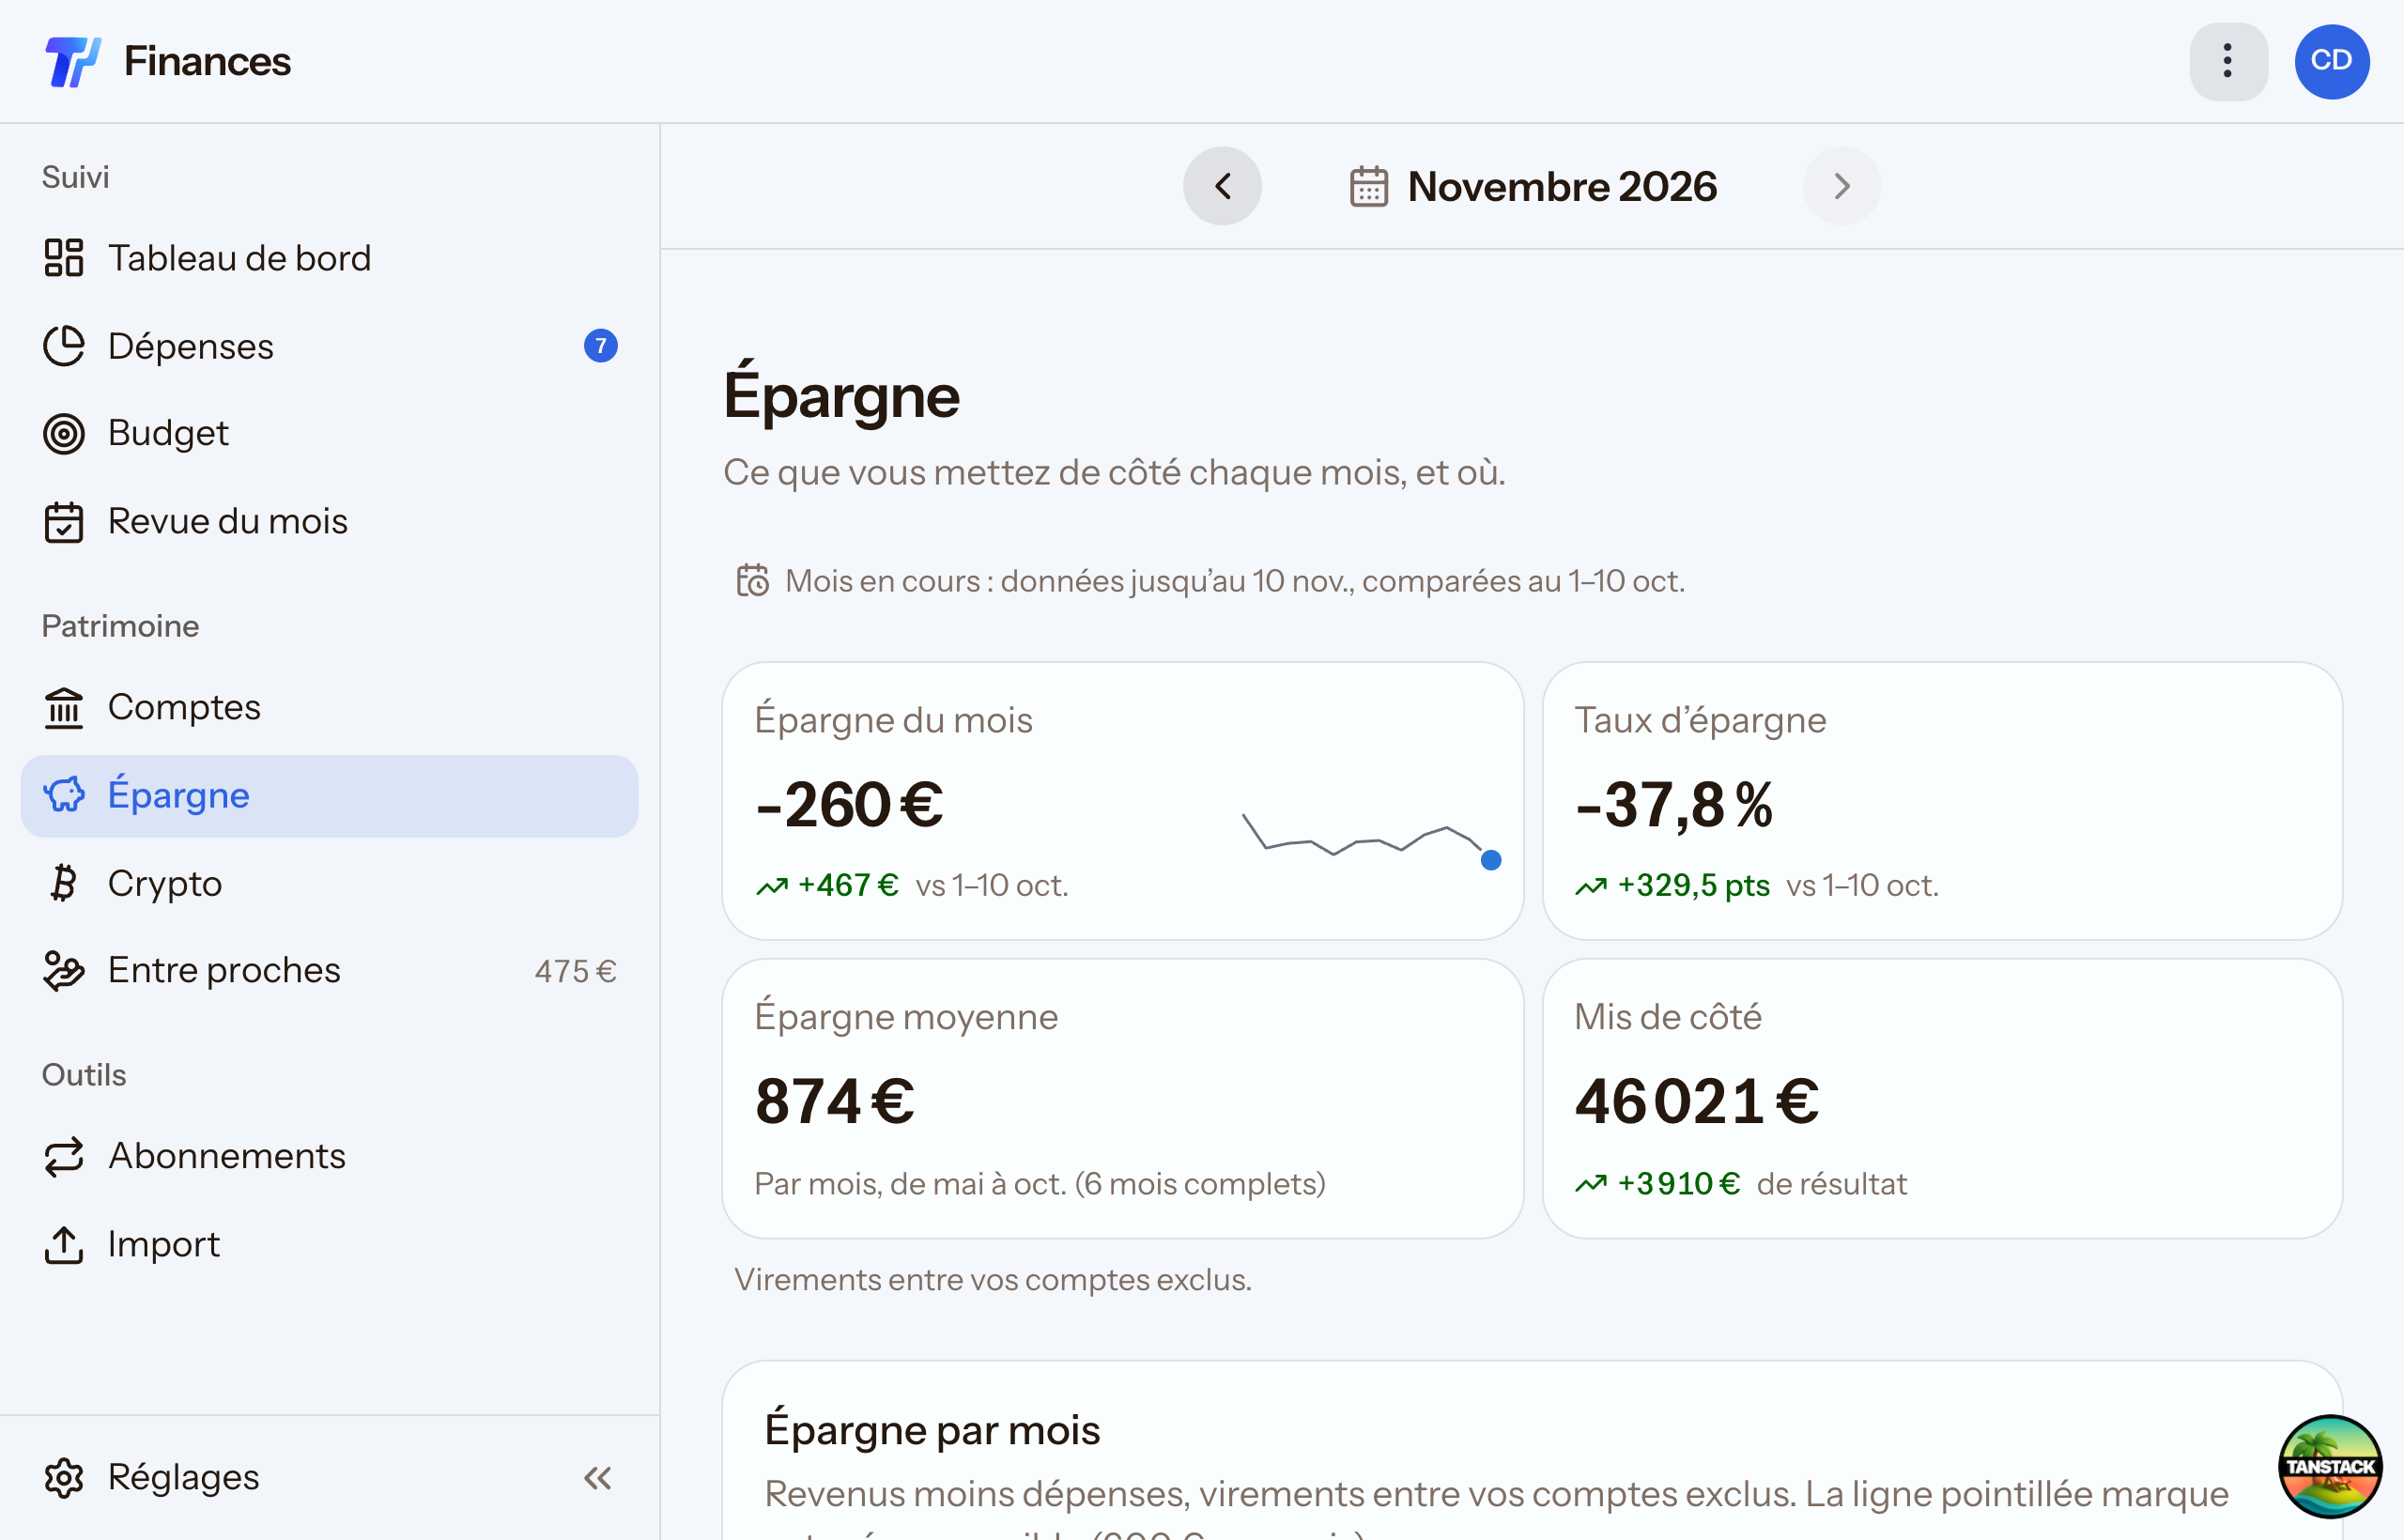 Finances
CD
Suivi
Tableau de bord
Dépenses
7
Budget
Revue du mois
Patrimoine
Comptes
Épargne
Crypto
Entre proches
475 €
Outils
Abonnements
Import
Réglages
Novembre 2026
Épargne
Ce que vous mettez de côté chaque mois, et où.
Mois en cours : données jusqu’au 10 nov., comparées au 1–10 oct.
Épargne du mois
-260 €
+467 € vs 1–10 oct.
Taux d’épargne
-37,8 %
+329,5 pts vs 1–10 oct.
Épargne moyenne
874 €
Par mois, de mai à oct. (6 mois complets)
Mis de côté
46 021 €
+3 910 € de résultat
Virements entre vos comptes exclus.
Épargne par mois
Revenus moins dépenses, virements entre vos comptes exclus. La ligne pointillée marque
TANSTACK